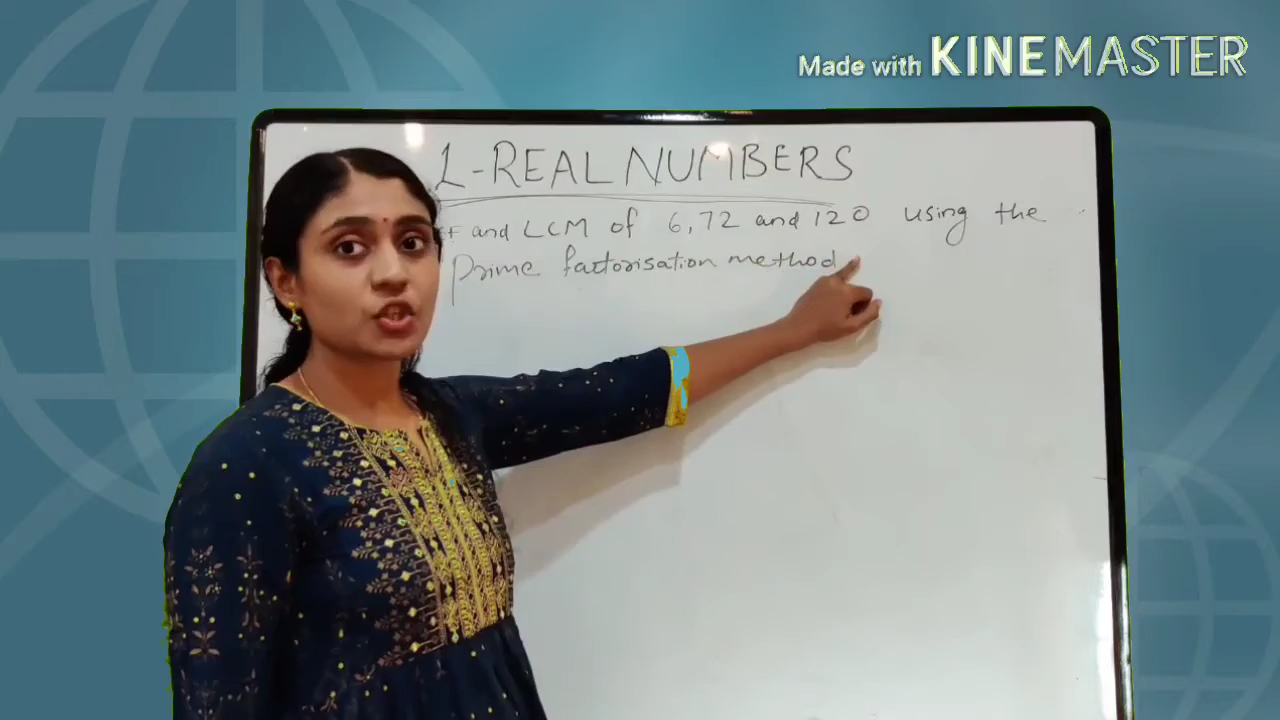 Made with KINEMASTER
1-REAL NUMBERS
and LCM of 6, 72 and 120 using the
Prime factorisation method